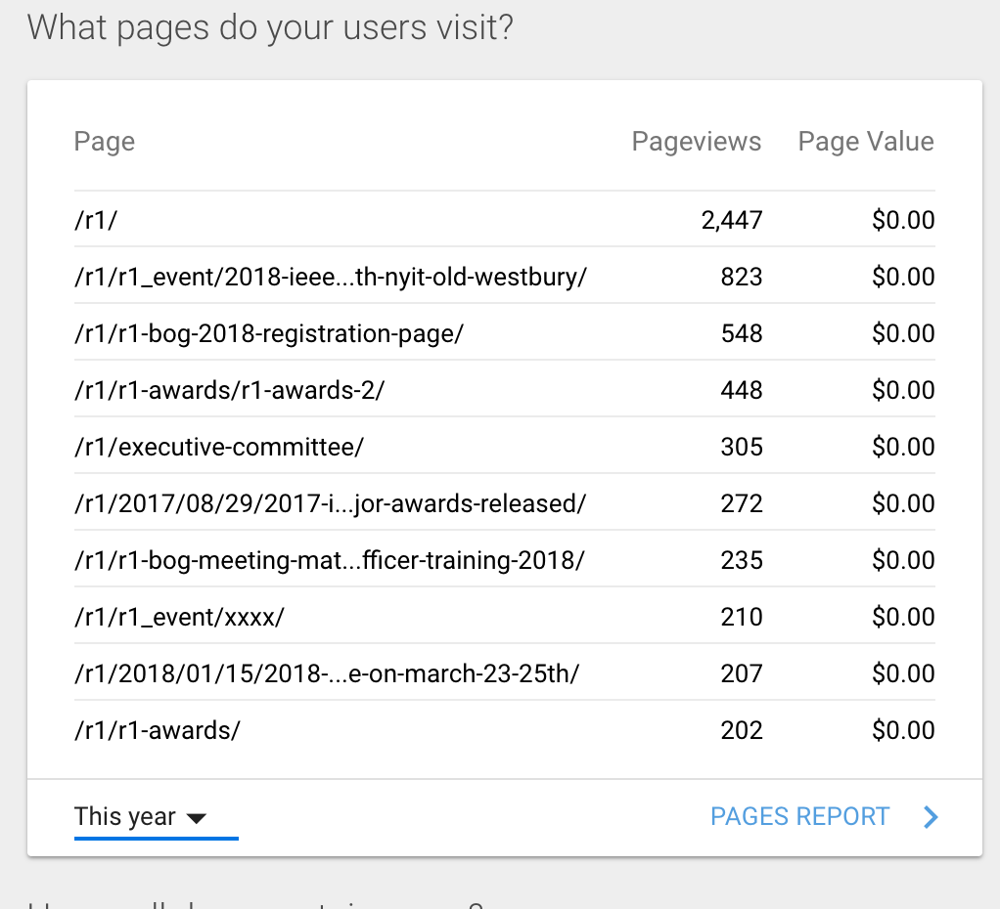 What pages do your users visit?
Page Pageviews Page Value
/r1/ 2,447 $0.00
/r1/r1_event/2018-ieee...th-nyit-old-westbury/ 823 $0.00
/r1/r1-bog-2018-registration-page/ 548 $0.00
/r1/r1-awards/r1-awards-2/ 448 $0.00
/r1/executive-committee/ 305 $0.00
/r1/2017/08/29/2017-i...jor-awards-released/ 272 $0.00
/r1/r1-bog-meeting-mat...fficer-training-2018/ 235 $0.00
/r1/r1_event/xxxx/ 210 $0.00
/r1/2018/01/15/2018-...e-on-march-23-25th/ 207 $0.00
/r1/r1-awards/ 202 $0.00
This year PAGES REPORT